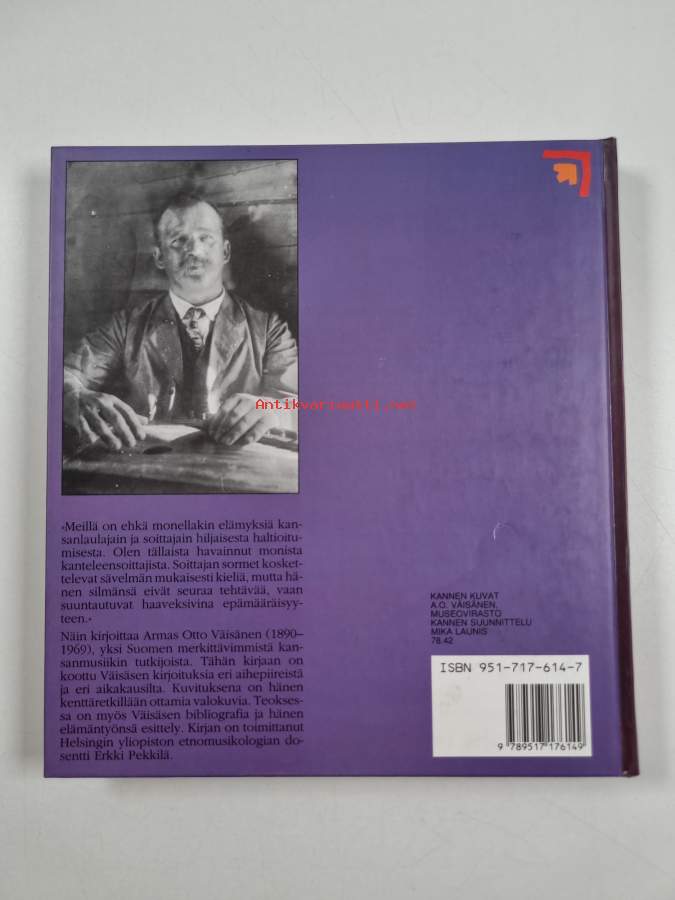 Antikvariaatti.net
»Meillä on ehkä monellakin elämyksiä kan-
sanlaulajain ja soittajain hiljaisesta haltioitu-
misesta. Olen tällaista havainnut monista
kanteleensoittajista. Soittajan sormet kosket-
televat sävelmän mukaisesti kieliä, mutta hä-
nen silmänsä eivät seuraa tehtävää, vaan
suuntautuvat haaveksivina epämääräisyy-
teen.»
Näin kirjoittaa Armas Otto Väisänen (1890–
1969), yksi Suomen merkittävimmistä kan-
sanmusiikin tutkijoista. Tähän kirjaan on
koottu Väisäsen kirjoituksia eri aihepiireistä
ja eri aikakausilta. Kuvituksena on hänen
kenttäretkillään ottamia valokuvia. Teokses-
sa on myös Väisäsen bibliografia ja hänen
elämäntyönsä esittely. Kirjan on toimittanut
Helsingin yliopiston etnomusikologian do-
sentti Erkki Pekkilä.
KANNEN KUVAT
A.O. VÄISÄNEN,
MUSEOVIRASTO
KANNEN SUUNNITTELU
MIKA LAUNIS
78.42
ISBN 951-717-614-7
9 789517 176149